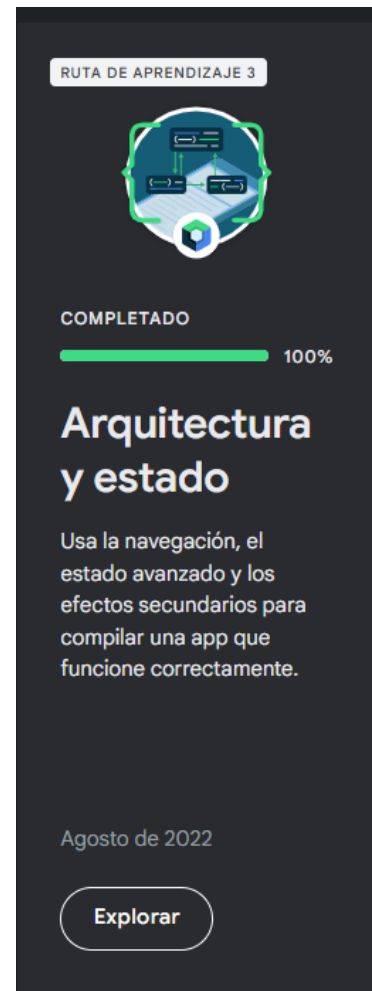 RUTA DE APRENDIZAJE 3
COMPLETADO
100%
Arquitectura
y estado
Usa la navegación, el
estado avanzado y los
efectos secundarios para
compilar una app que
funcione correctamente.
Agosto de 2022
Explorar